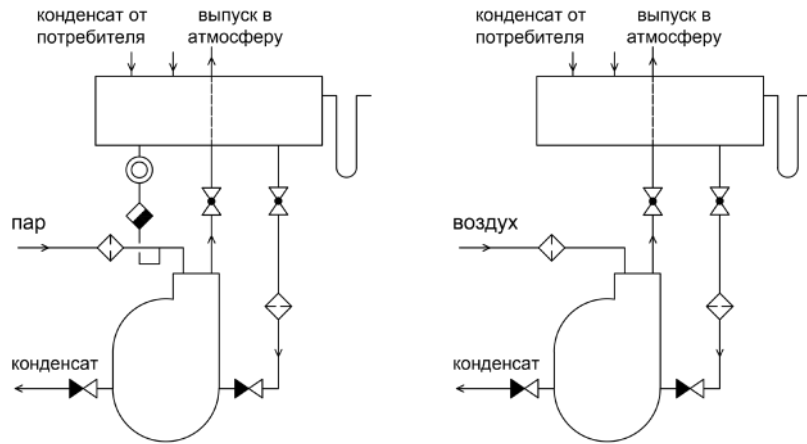 конденсат от
потребителя
выпуск в
атмосферу
пар
конденсат
конденсат от
потребителя
выпуск в
атмосферу
воздух
конденсат